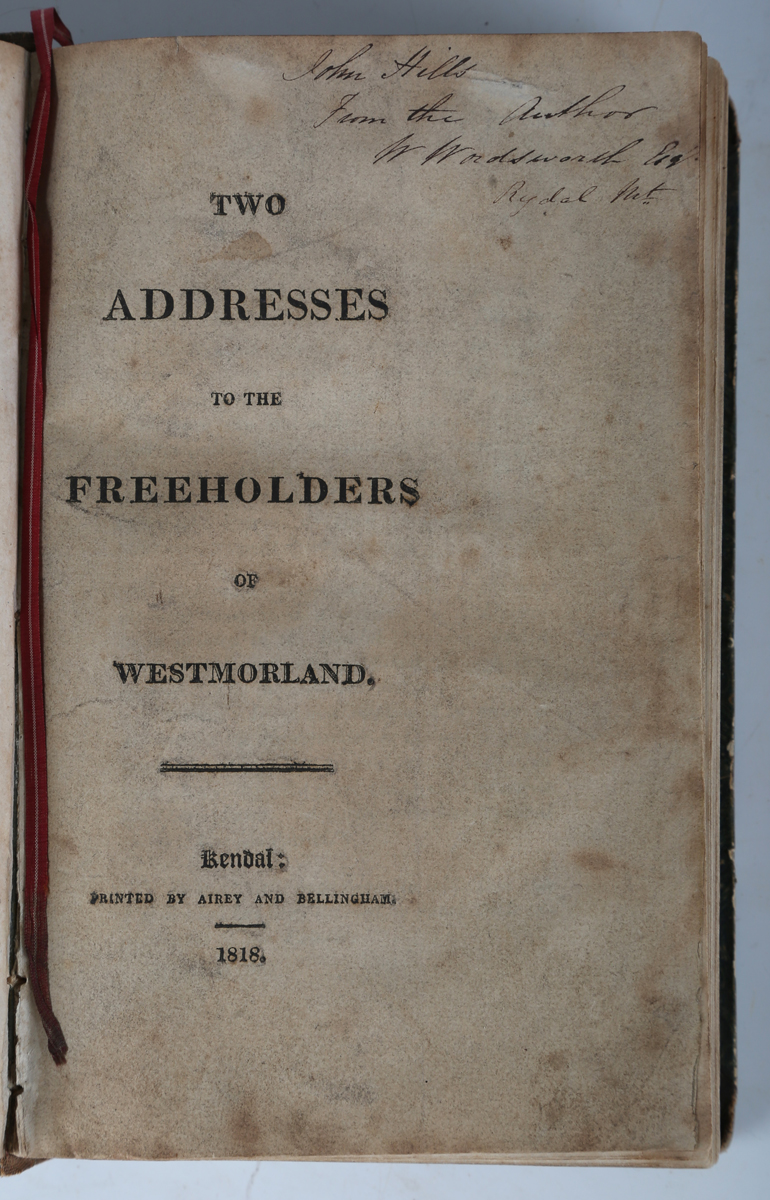 John Hills
From the Author
W Wordsworth Esqr
Rydal Mt.
TWO
ADDRESSES
TO THE
FREEHOLDERS
OF
WESTMORLAND.
Kendal:
PRINTED BY AIREY AND BELLINGHAM.
1818.